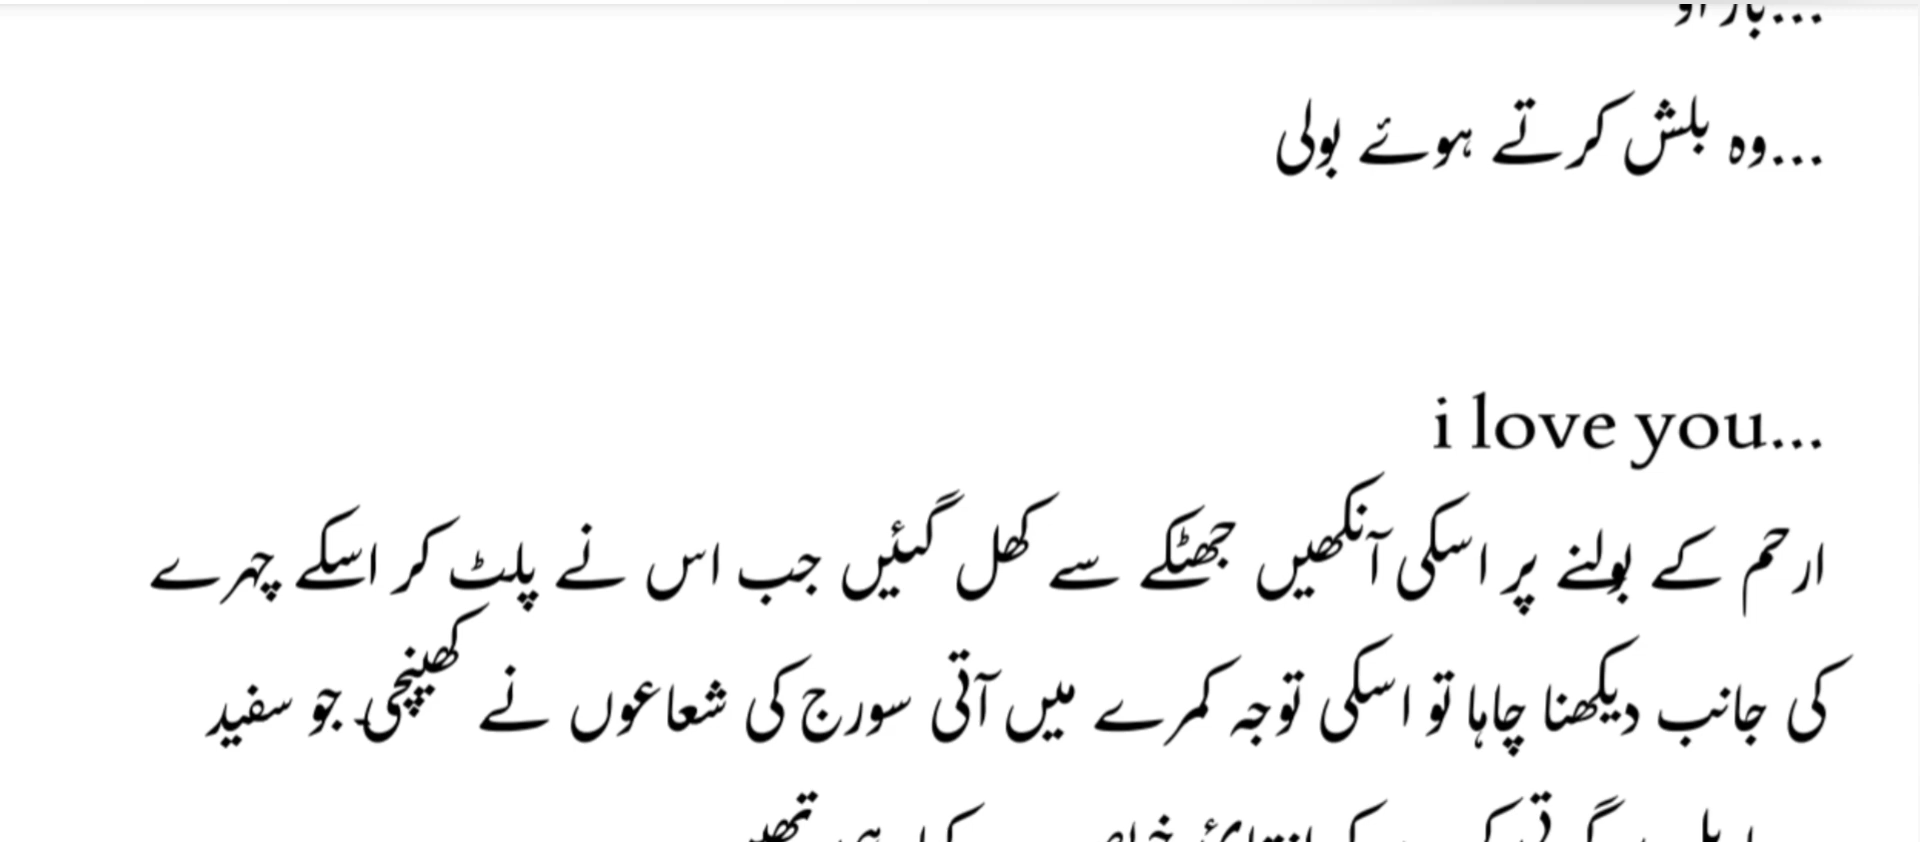 ...وہ بلش کرتے ہوئے بولی
i love you...
ارحم کے بولنے پر اسکی آنکھیں جھٹکے سے کھل گئیں جب اس نے پلٹ کر اسکے چہرے
کی جانب دیکھنا چاہا تو اسکی توجہ کمرے میں آتی سورج کی شعاعوں نے کھینچی۔ جو سفید